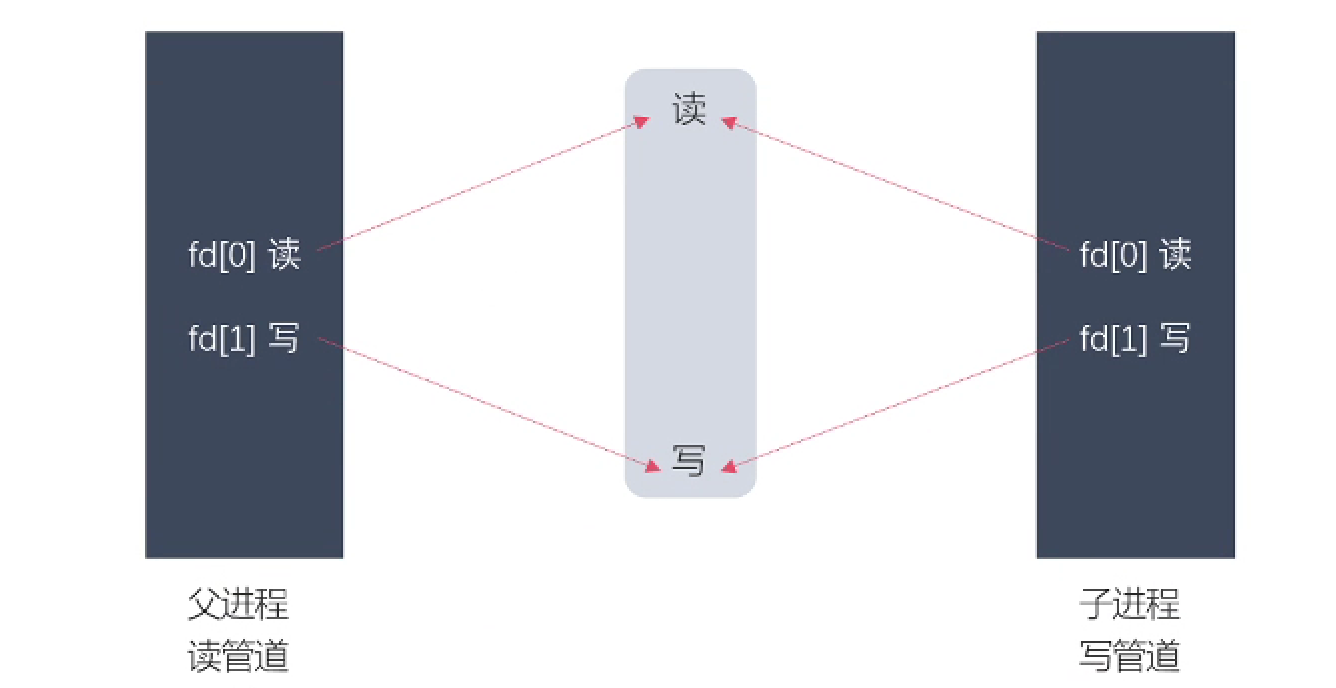 读
fd[0] 读
fd[0] 读
fd[1] 写
fd[1] 写
写
父进程
读管道
子进程
写管道